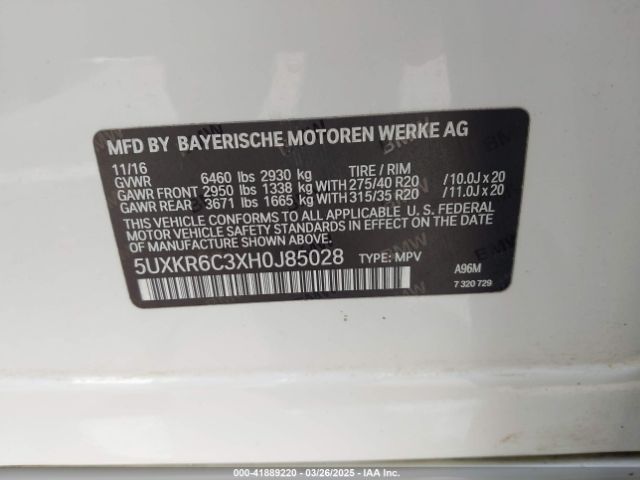 MFD BY BAYERISCHE MOTOREN WERKE AG
11/16 TIRE / RIM
GVWR 6460 lbs 2930 kg
GAWR FRONT 2950 lbs 1338 kg WITH 275/40 R20 /10.0J x 20
GAWR REAR 3671 lbs 1665 kg WITH 315/35 R20 /11.0J x 20
THIS VEHICLE CONFORMS TO ALL APPLICABLE U. S. FEDERAL
MOTOR VEHICLE SAFETY STANDARDS IN EFFECT ON THE
DATE OF MANUFACTURE SHOWN ABOVE.
5UXKR6C3XH0J85028 TYPE: MPV
A96M
7 320 729
000-41889220 - 03/26/2025 - IAA Inc.